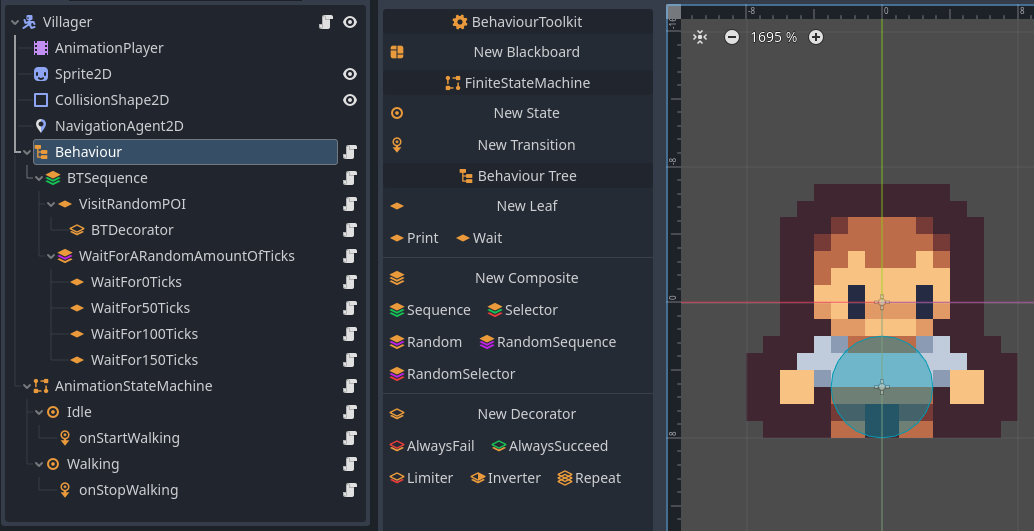 Villager
AnimationPlayer
Sprite2D
CollisionShape2D
NavigationAgent2D
Behaviour
BTSequence
VisitRandomPOI
BTDecorator
WaitForARandomAmountOfTicks
WaitFor0Ticks
WaitFor50Ticks
WaitFor100Ticks
WaitFor150Ticks
AnimationStateMachine
Idle
onStartWalking
Walking
onStopWalking
BehaviourToolkit
New Blackboard
FiniteStateMachine
New State
New Transition
Behaviour Tree
New Leaf
Print Wait
New Composite
Sequence Selector
Random RandomSequence
RandomSelector
New Decorator
AlwaysFail AlwaysSucceed
Limiter Inverter Repeat
-8 0 8
1695 %
-8
0
8